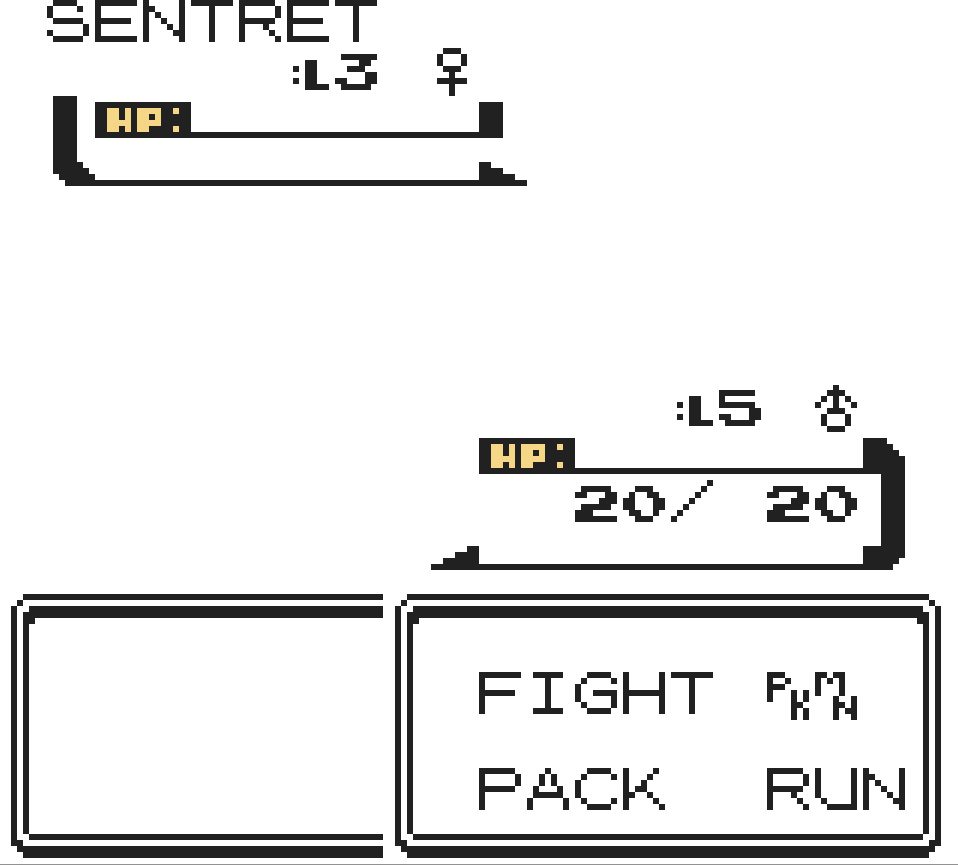 SENTRET
:L3 ♀
HP:
:L5 ♂
HP:
20/ 20
FIGHT PKMN
PACK RUN